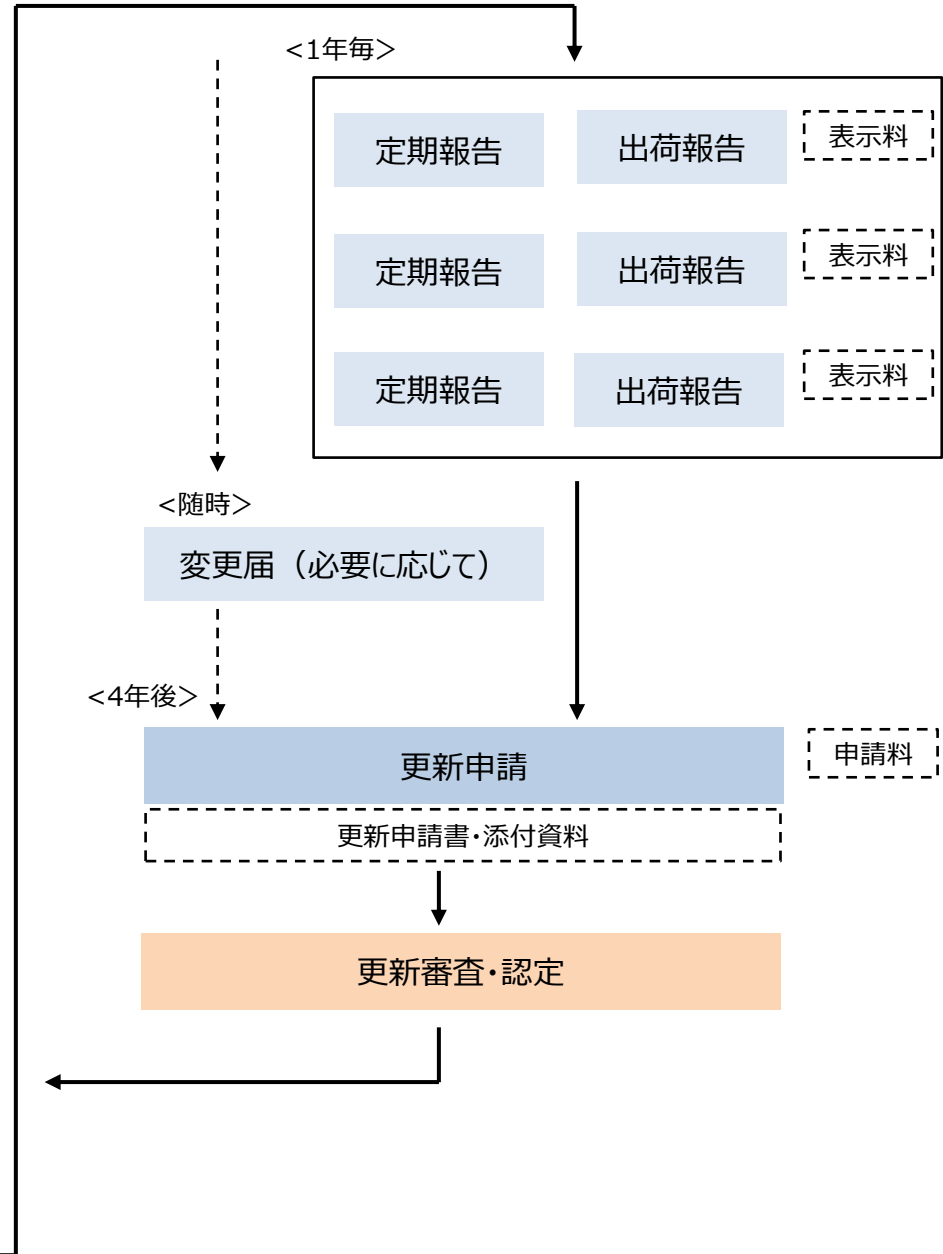 <1年毎>
定期報告
出荷報告
表示料
定期報告
出荷報告
表示料
定期報告
出荷報告
表示料
<随時>
変更届（必要に応じて）
<4年後>
更新申請
申請料
更新申請書・添付資料
更新審査・認定